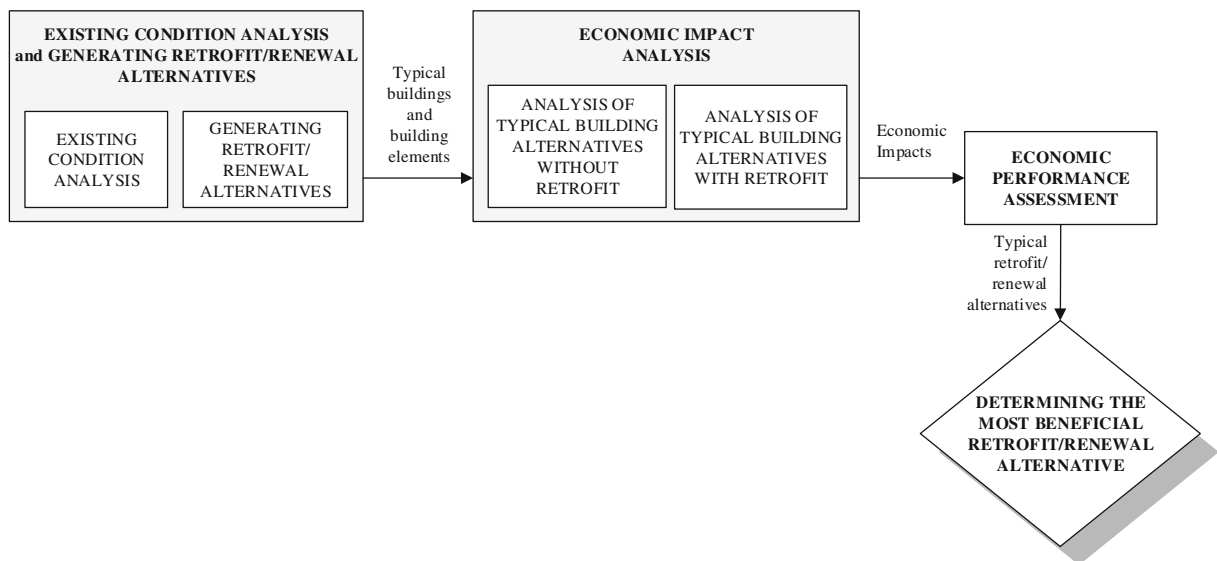 EXISTING CONDITION ANALYSIS
and GENERATING RETROFIT/RENEWAL
ALTERNATIVES
EXISTING
CONDITION
ANALYSIS
GENERATING
RETROFIT/
RENEWAL
ALTERNATIVES
Typical
buildings
and
building
elements
ECONOMIC IMPACT
ANALYSIS
ANALYSIS OF
TYPICAL BUILDING
ALTERNATIVES
WITHOUT
RETROFIT
ANALYSIS OF
TYPICAL BUILDING
ALTERNATIVES
WITH RETROFIT
Economic
Impacts
ECONOMIC
PERFORMANCE
ASSESSMENT
Typical
retrofit/
renewal
alternatives
DETERMINING THE
MOST BENEFICIAL
RETROFIT/RENEWAL
ALTERNATIVE